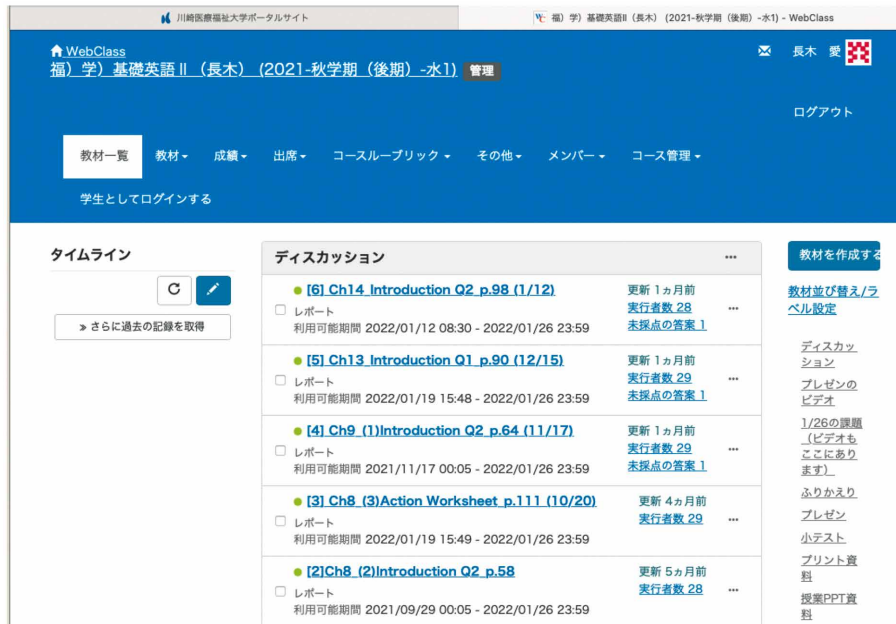 川崎医療福祉大学ポータルサイト
福）学）基礎英語Ⅱ（長木） (2021-秋学期（後期）-水1) - WebClass
WebClass
福）学）基礎英語Ⅱ（長木） (2021-秋学期（後期）-水1) 管理
長木 愛
ログアウト
教材一覧 教材 成績 出席 コースルーブリック その他 メンバー コース管理
学生としてログインする
タイムライン
» さらに過去の記録を取得
ディスカッション
[6] Ch14_Introduction Q2_p.98 (1/12)
レポート
利用可能期間 2022/01/12 08:30 - 2022/01/26 23:59
更新 1ヵ月前
実行者数 28
未採点の答案 1
[5] Ch13_Introduction Q1_p.90 (12/15)
レポート
利用可能期間 2022/01/19 15:48 - 2022/01/26 23:59
更新 1ヵ月前
実行者数 29
未採点の答案 1
[4] Ch9_(1)Introduction Q2_p.64 (11/17)
レポート
利用可能期間 2021/11/17 00:05 - 2022/01/26 23:59
更新 1ヵ月前
実行者数 29
未採点の答案 1
[3] Ch8_(3)Action Worksheet_p.111 (10/20)
レポート
利用可能期間 2022/01/19 15:49 - 2022/01/26 23:59
更新 4ヵ月前
実行者数 29
[2]Ch8_(2)Introduction Q2_p.58
レポート
利用可能期間 2021/09/29 00:05 - 2022/01/26 23:59
更新 5ヵ月前
実行者数 28
教材を作成する
教材並び替え/ラ
ベル設定
ディスカッ
ション
プレゼンの
ビデオ
1/26の課題
（ビデオも
ここにあり
ます）
ふりかえり
プレゼン
小テスト
プリント資
料
授業PPT資
料